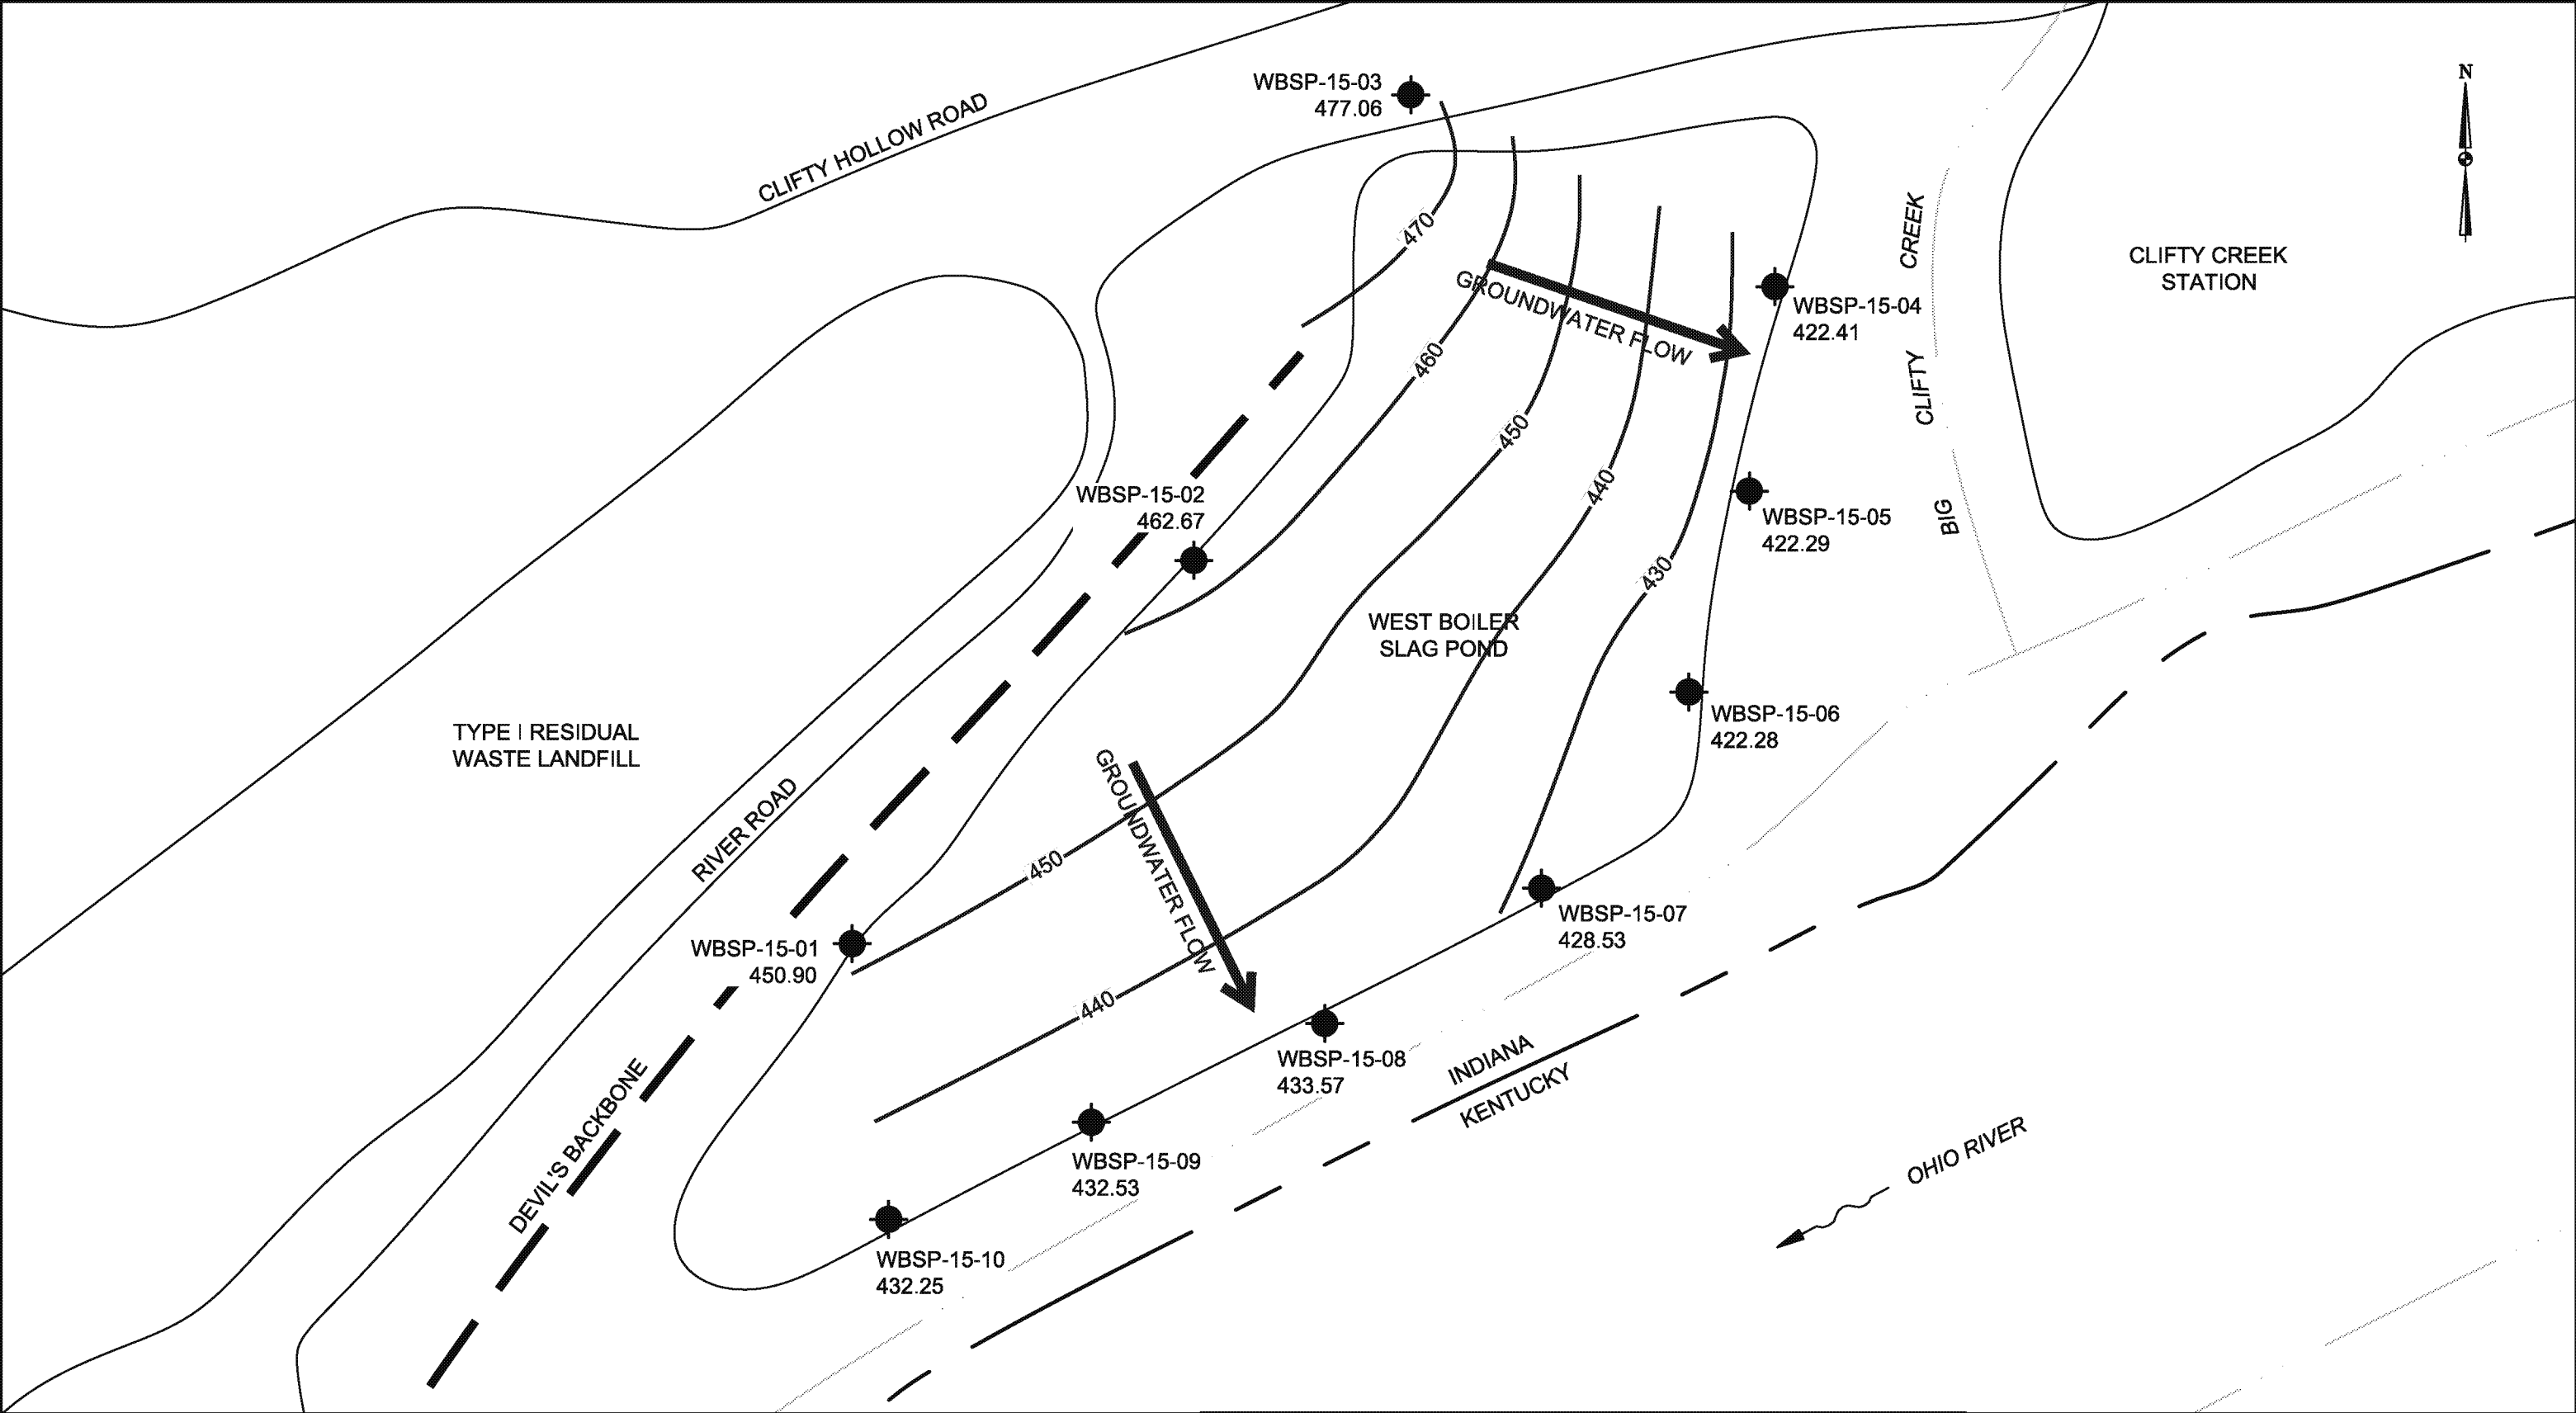 WBSP-15-03
477.06
N
CLIFTY HOLLOW ROAD
470
GROUNDWATER FLOW
WBSP-15-04
422.41
BIG CLIFTY CREEK
CLIFTY CREEK
STATION
460
450
440
430
WBSP-15-02
462.67
WBSP-15-05
422.29
WEST BOILER
SLAG POND
WBSP-15-06
422.28
TYPE I RESIDUAL
WASTE LANDFILL
RIVER ROAD
GROUNDWATER FLOW
450
WBSP-15-01
450.90
WBSP-15-07
428.53
440
WBSP-15-08
433.57
INDIANA
KENTUCKY
DEVIL'S BACKBONE
WBSP-15-09
432.53
OHIO RIVER
WBSP-15-10
432.25